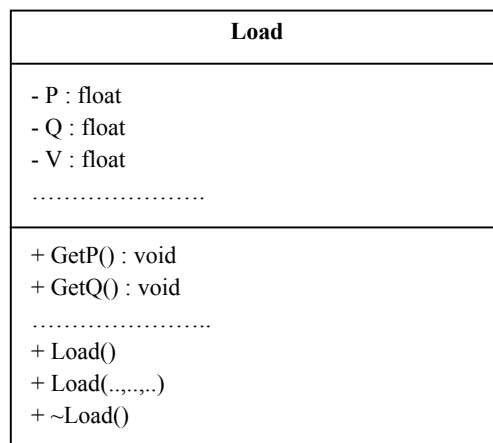 Load
- P : float
- Q : float
- V : float
......................
+ GetP() : void
+ GetQ() : void
.......................
+ Load()
+ Load(..,..,..)
+ ~Load()